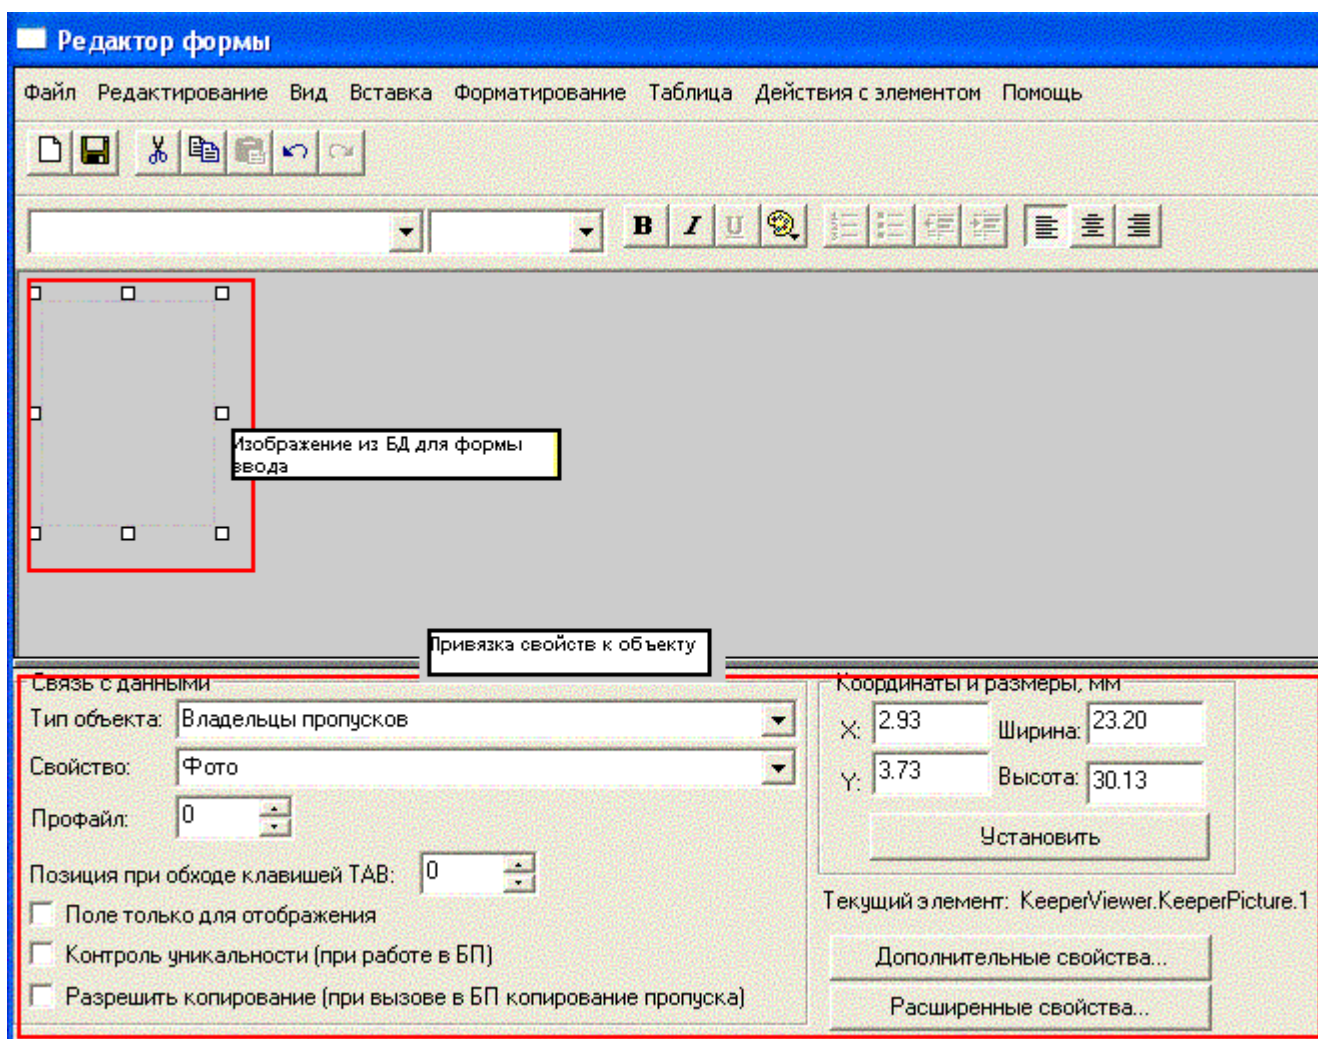 Редактор формы
Файл Редактирование Вид Вставка Форматирование Таблица Действия с элементом Помощь
B I U
Изображение из БД для формы
ввода
Привязка свойств к объекту
Связь с данными
Тип объекта: Владельцы пропусков
Свойство: Фото
Профайл: 0
Позиция при обходе клавишей TAB: 0
Поле только для отображения
Контроль уникальности (при работе в БП)
Разрешить копирование (при вызове в БП копирование пропуска)
Координаты и размеры, мм
X: 2.93 Ширина: 23.20
Y: 3.73 Высота: 30.13
Установить
Текущий элемент: KeeperViewer.KeeperPicture.1
Дополнительные свойства...
Расширенные свойства...